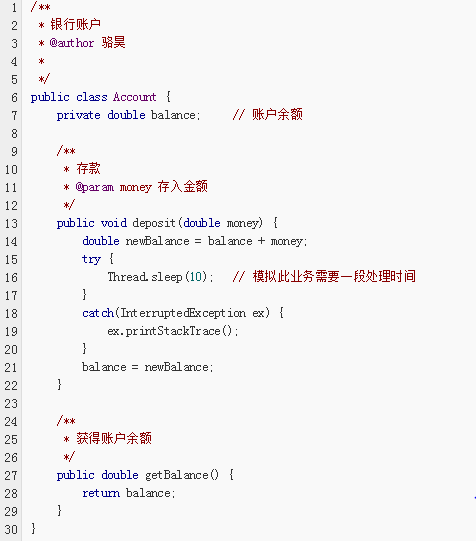 1 /**
2  * 银行账户
3  * @author 骆昊
4  *
5  */
6 public class Account {
7     private double balance;     // 账户余额
8
9     /**
10      * 存款
11      * @param money 存入金额
12      */
13     public void deposit(double money) {
14         double newBalance = balance + money;
15         try {
16             Thread.sleep(10);   // 模拟此业务需要一段处理时间
17         }
18         catch(InterruptedException ex) {
19             ex.printStackTrace();
20         }
21         balance = newBalance;
22     }
23
24     /**
25      * 获得账户余额
26      */
27     public double getBalance() {
28         return balance;
29     }
30 }